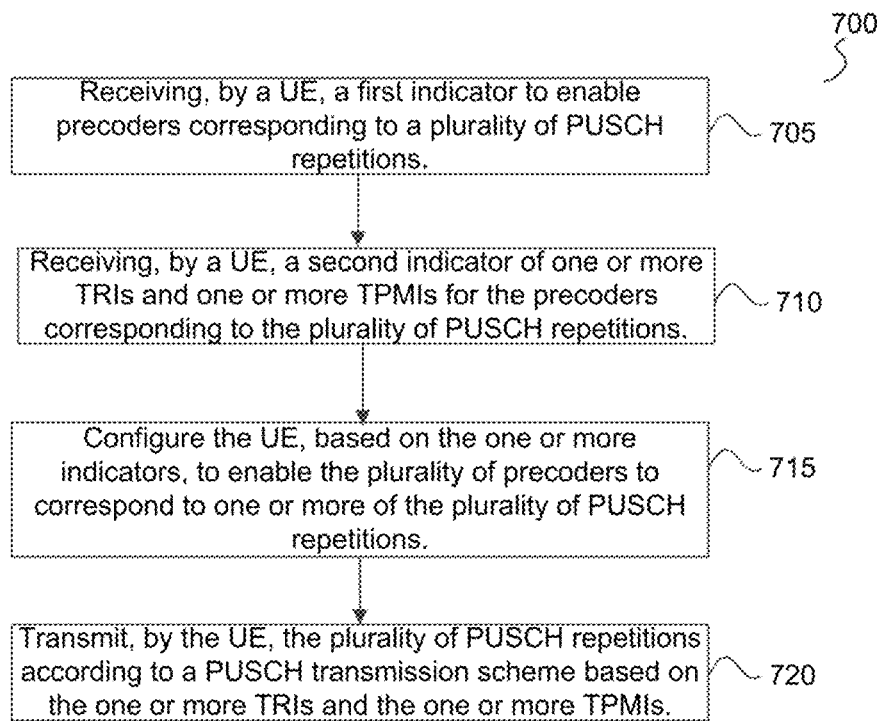 700
Receiving, by a UE, a first indicator to enable
precoders corresponding to a plurality of PUSCH
repetitions.
705
Receiving, by a UE, a second indicator of one or more
TRIs and one or more TPMIs for the precoders
corresponding to the plurality of PUSCH repetitions.
710
Configure the UE, based on the one or more
indicators, to enable the plurality of precoders to
correspond to one or more of the plurality of PUSCH
repetitions.
715
Transmit, by the UE, the plurality of PUSCH repetitions
according to a PUSCH transmission scheme based on
the one or more TRIs and the one or more TPMIs.
720